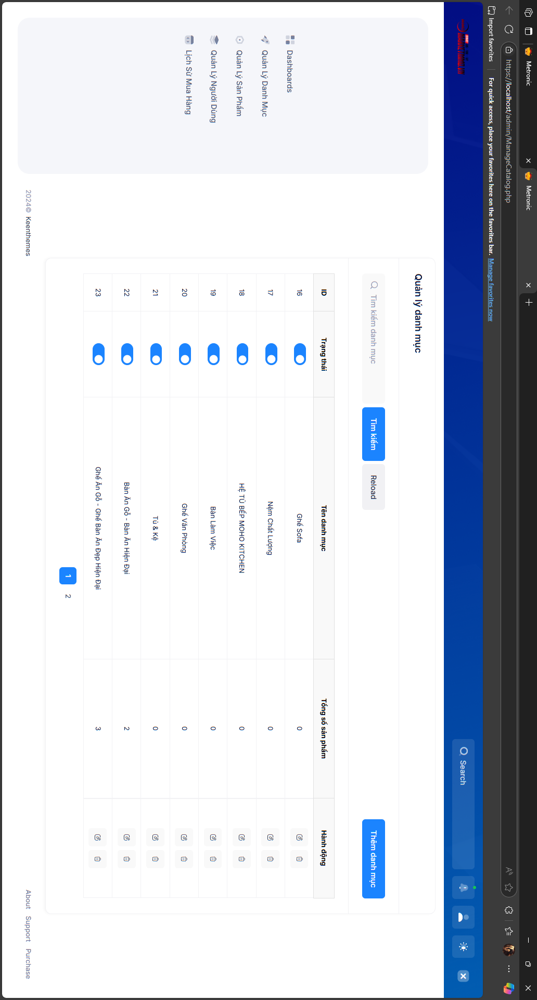 Metronic
Metronic
https://localhost/admin/ManageCatalog.php
Import favorites
For quick access, place your favorites here on the favorites bar. Manage favorites now
Search
Dashboards
Quản Lý Danh Mục
Quản Lý Sản Phẩm
Quản Lý Người Dùng
Lịch Sử Mua Hàng
Quản lý danh mục
Tìm kiếm danh mục
Tìm kiếm
Reload
Thêm danh mục
ID Trạng thái Tên danh mục Tổng số sản phẩm Hành động
16 Ghế Sofa 0
17 Nệm Chất Lượng 0
18 HỆ TỦ BẾP MOHO KITCHEN 0
19 Bàn Làm Việc 0
20 Ghế Văn Phòng 0
21 Tủ & Kệ 0
22 Bàn Ăn Gỗ - Bàn Ăn Hiện Đại 2
23 Ghế Ăn Gỗ - Ghế Bàn Ăn Đẹp Hiện Đại 3
1 2
2024© Keenthemes
About Support Purchase